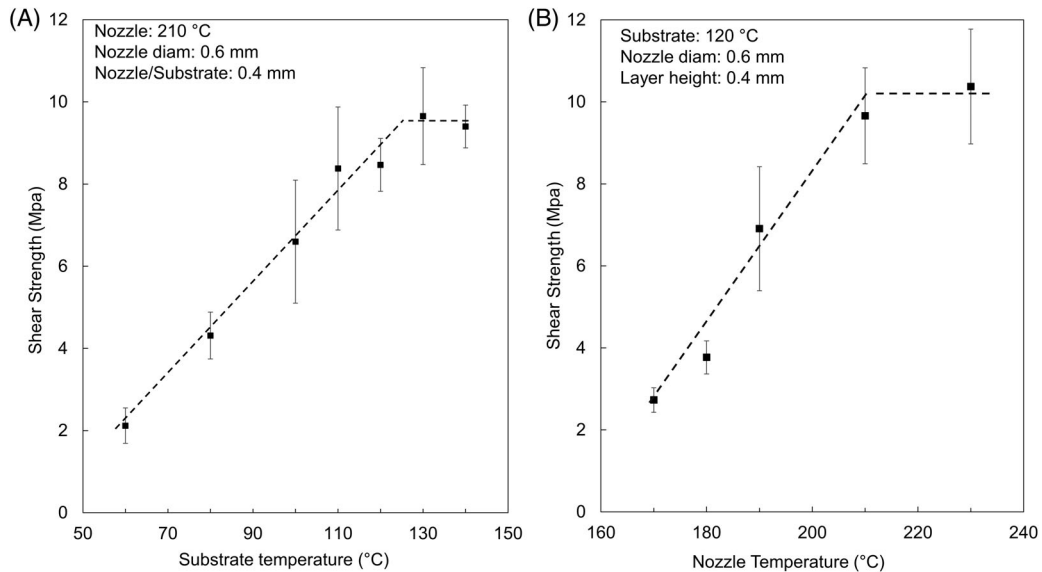 (A)
Nozzle: 210 °C
Nozzle diam: 0.6 mm
Nozzle/Substrate: 0.4 mm
Shear Strength (Mpa)
12
10
8
6
4
2
0
50 70 90 110 130 150
Substrate temperature (°C)
(B)
Substrate: 120 °C
Nozzle diam: 0.6 mm
Layer height: 0.4 mm
Shear Strength (Mpa)
12
10
8
6
4
2
0
160 180 200 220 240
Nozzle Temperature (°C)